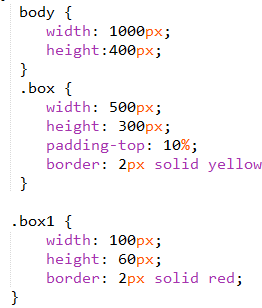 body {
width: 1000px;
height:400px;
}
.box {
width: 500px;
height: 300px;
padding-top: 10%;
border: 2px solid yellow
}
.box1 {
width: 100px;
height: 60px;
border: 2px solid red;
}